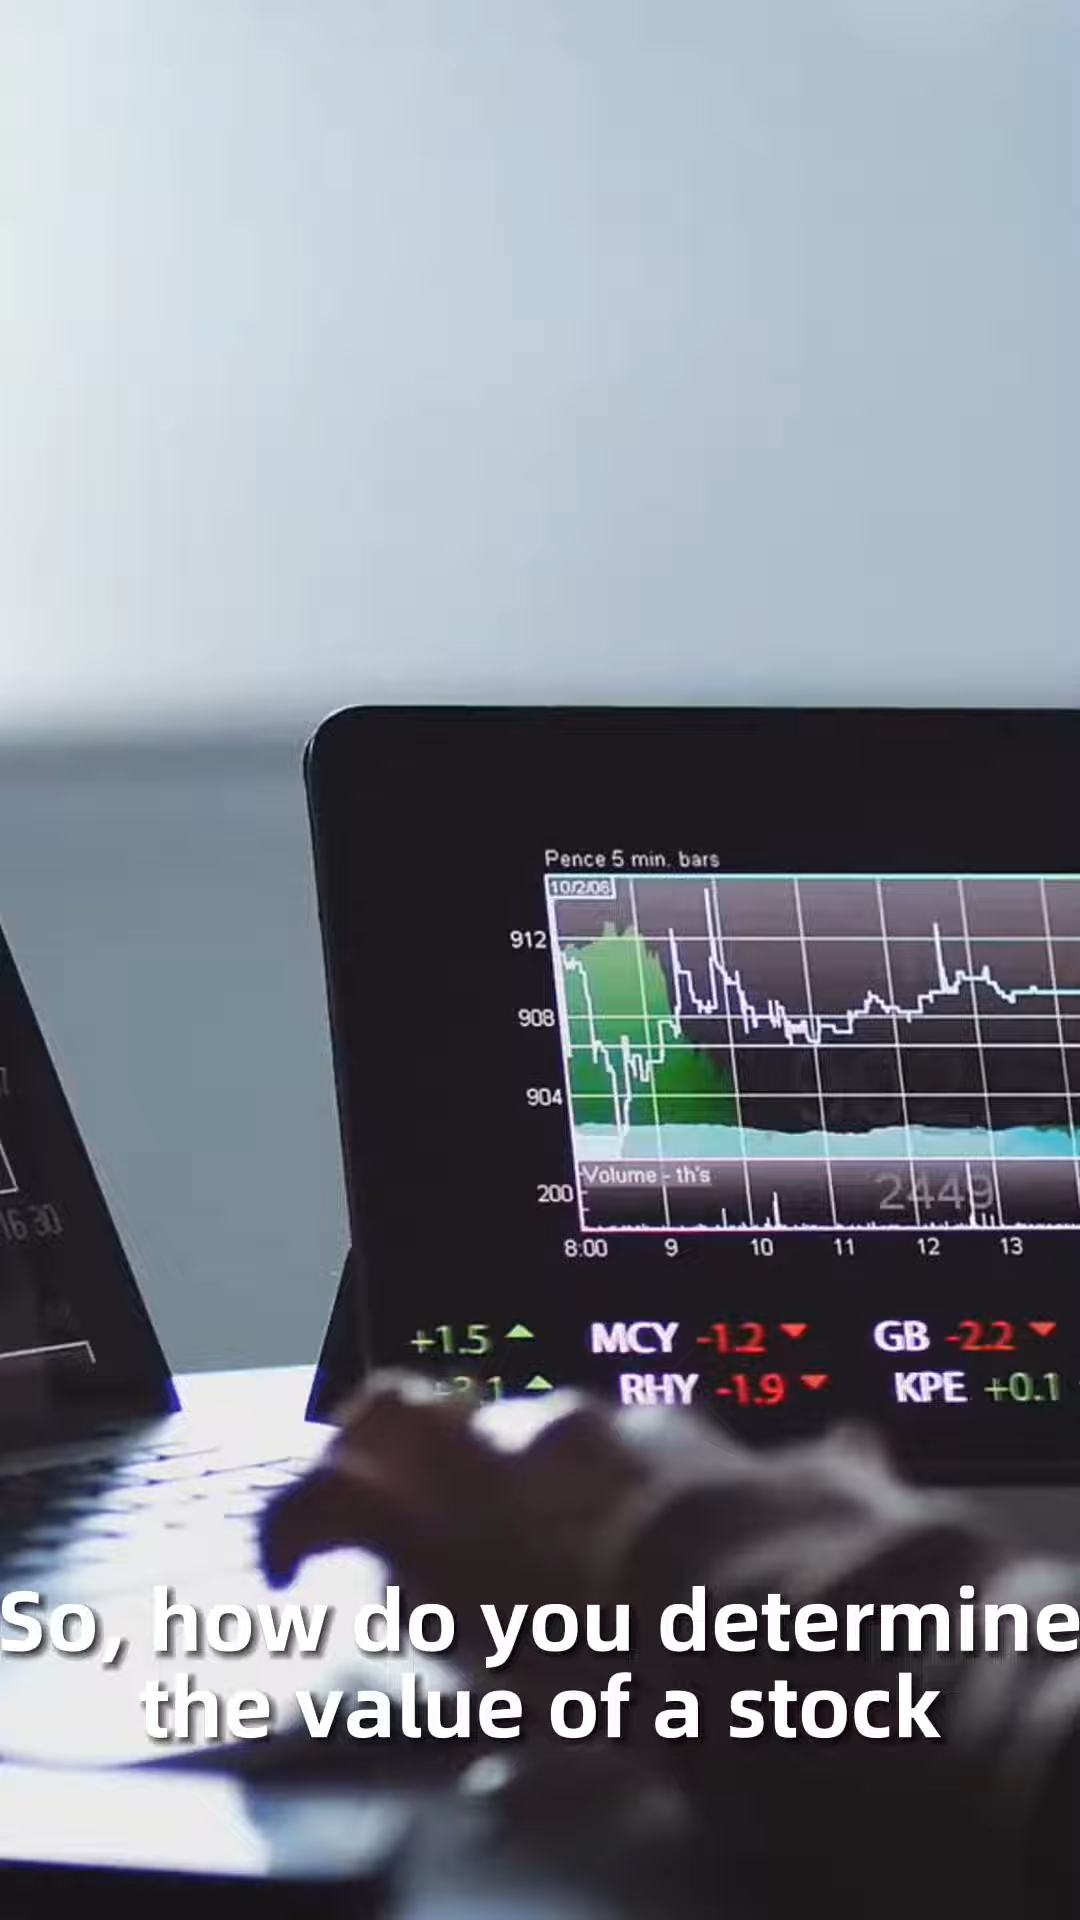 Pence 5 min. bars
10/2/06
912
908
904
Volume - th's
2449
200
8:00 9 10 11 12 13
16 30
+1.5 MCY -1.2 GB -2.2
RHY -1.9 KPE +0.1
So, how do you determine
the value of a stock